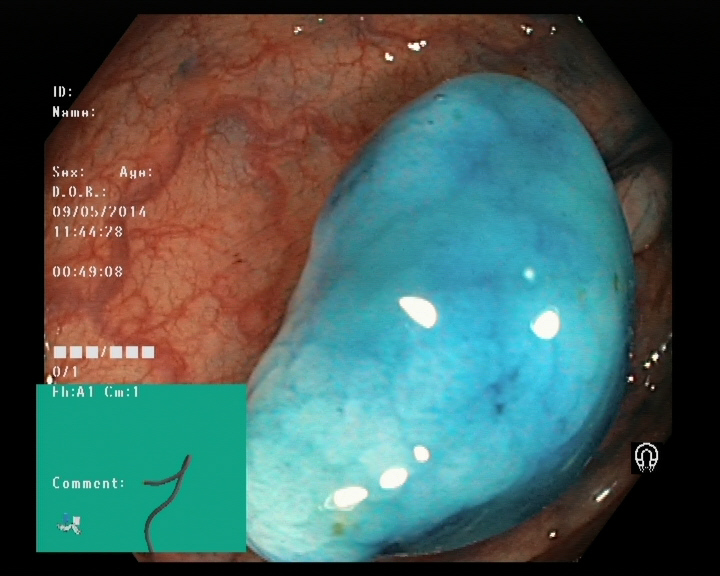 ID:
Name:
Sex: Age:
D.O.B.:
09/05/2014
11:44:28
00:49:08
/
0/1
Eh:A1 Cm:1
Comment: